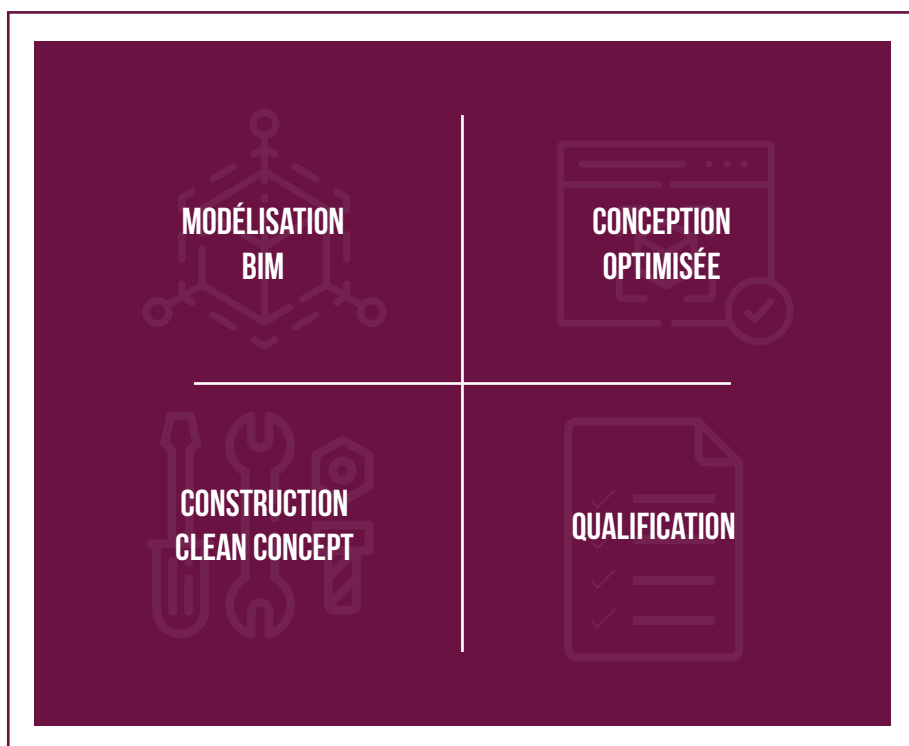 MODÉLISATION
BIM
CONCEPTION
OPTIMISÉE
CONSTRUCTION
CLEAN CONCEPT
QUALIFICATION